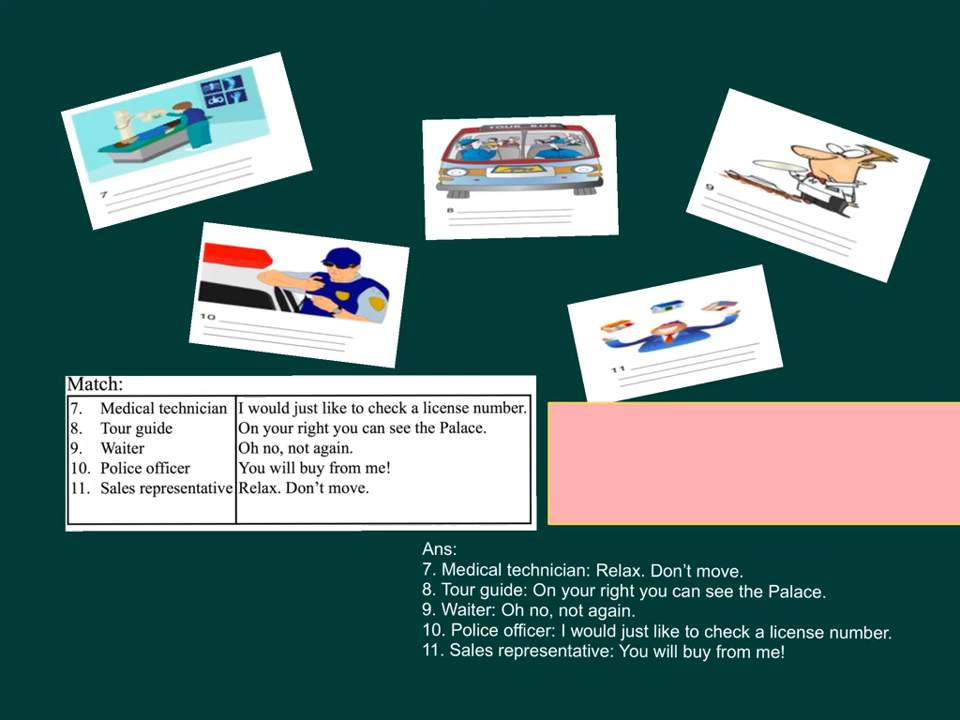 7
TOUR BUS
8
9
10
11
Match:
7. Medical technician I would just like to check a license number.
8. Tour guide On your right you can see the Palace.
9. Waiter Oh no, not again.
10. Police officer You will buy from me!
11. Sales representative Relax. Don’t move.
Ans:
7. Medical technician: Relax. Don’t move.
8. Tour guide: On your right you can see the Palace.
9. Waiter: Oh no, not again.
10. Police officer: I would just like to check a license number.
11. Sales representative: You will buy from me!